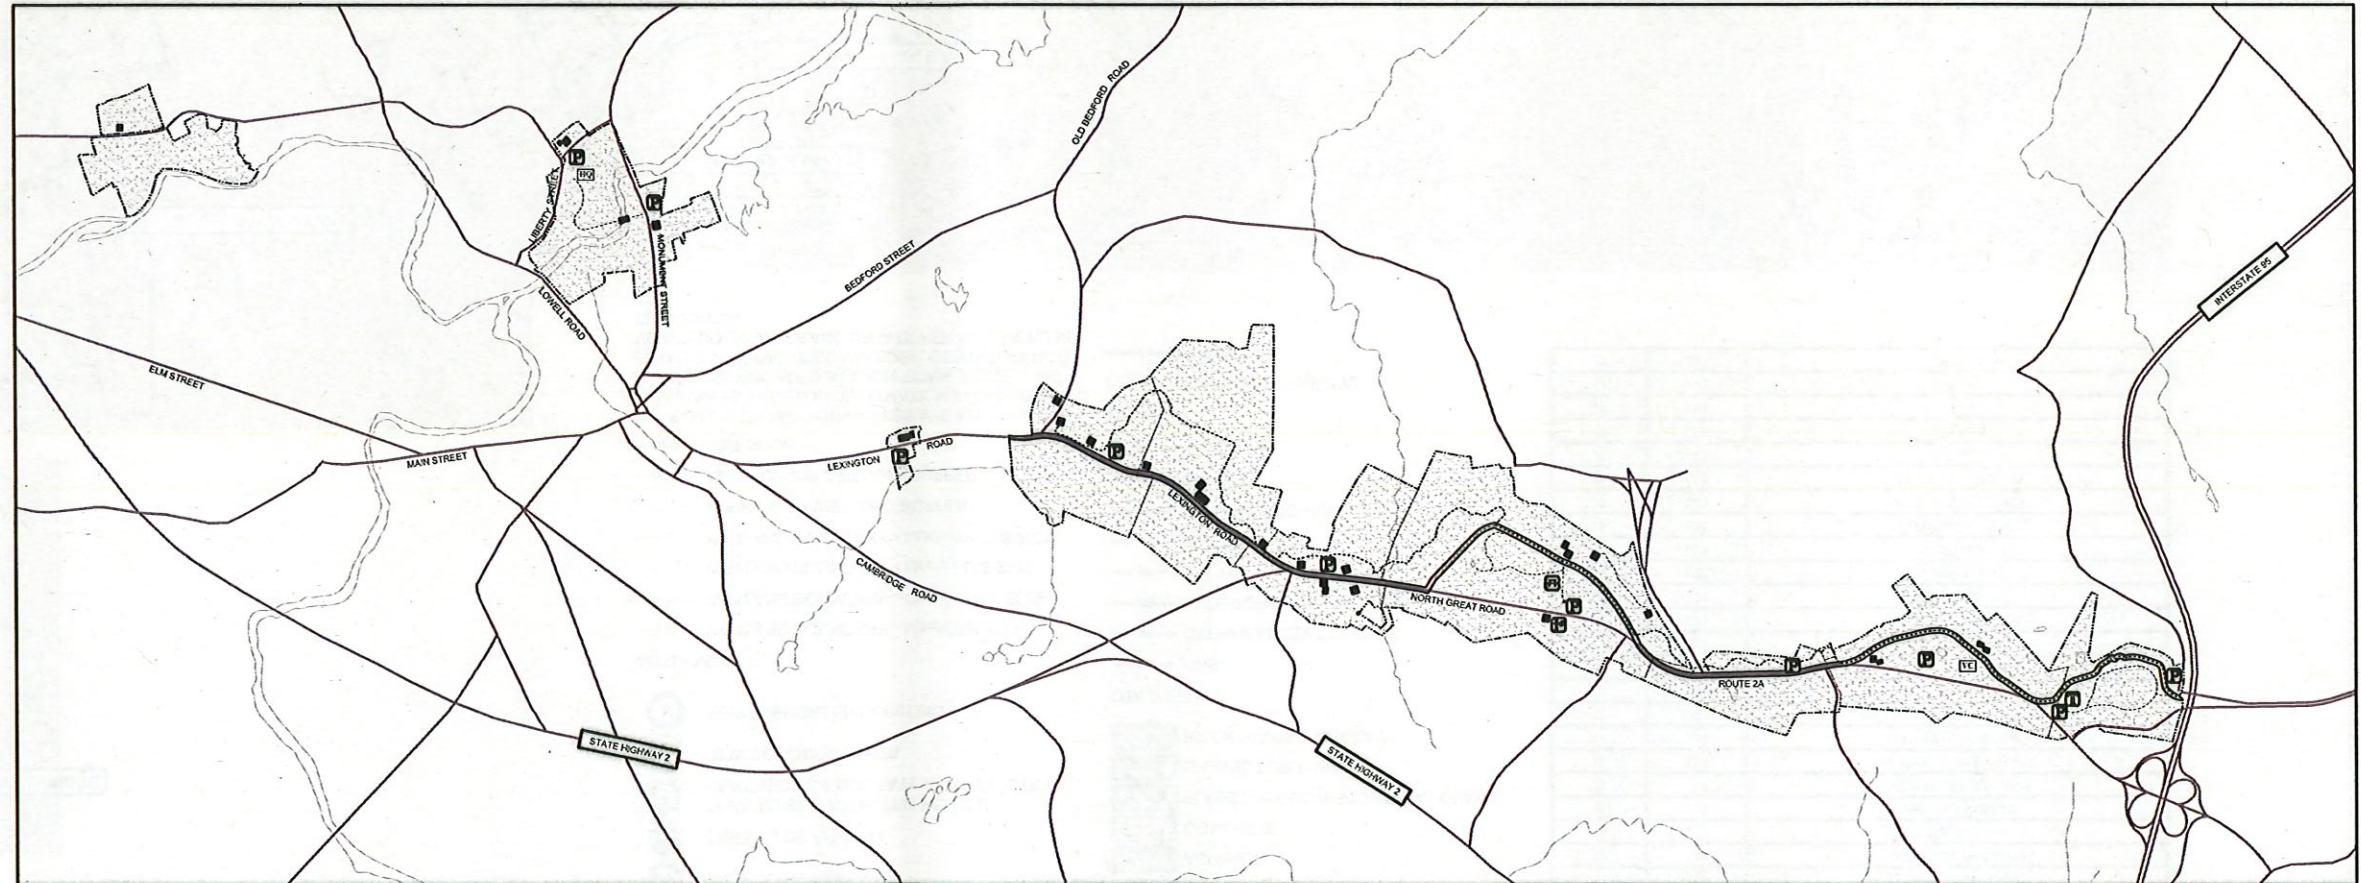 OLD BEDFORD ROAD
P
HQ
LIBERTY STREET
P
MONUMENT STREET
BEDFORD STREET
INTERSTATE 95
LOWELL ROAD
ELM STREET
MAIN STREET
LEXINGTON ROAD
P
P
LEXINGTON ROAD
P
CAMBRIDGE ROAD
NORTH GREAT ROAD
P
P
ROUTE 2A
P
VC
P
P
STATE HIGHWAY 2
STATE HIGHWAY 2